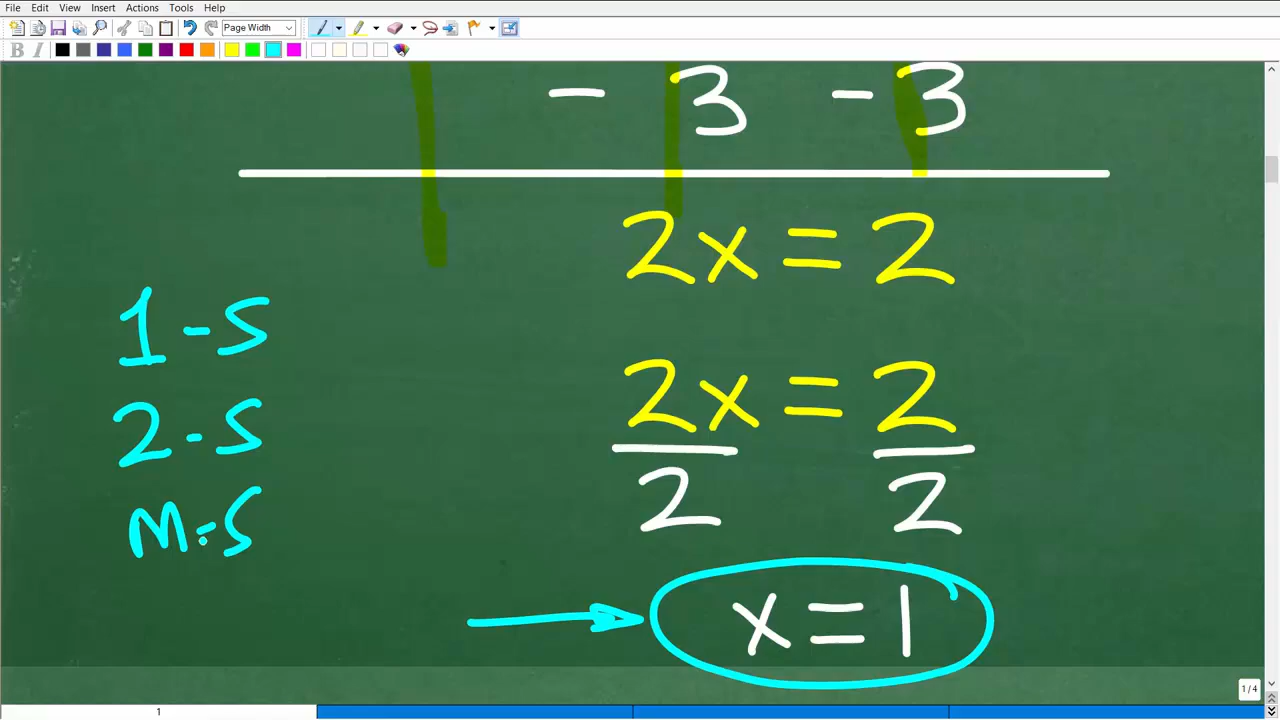 File Edit View Insert Actions Tools Help
Page Width
B I
- 3 - 3
2x = 2
1 - S
2x = 2
2 - S
2 2
M - S
x = 1
1/4
1